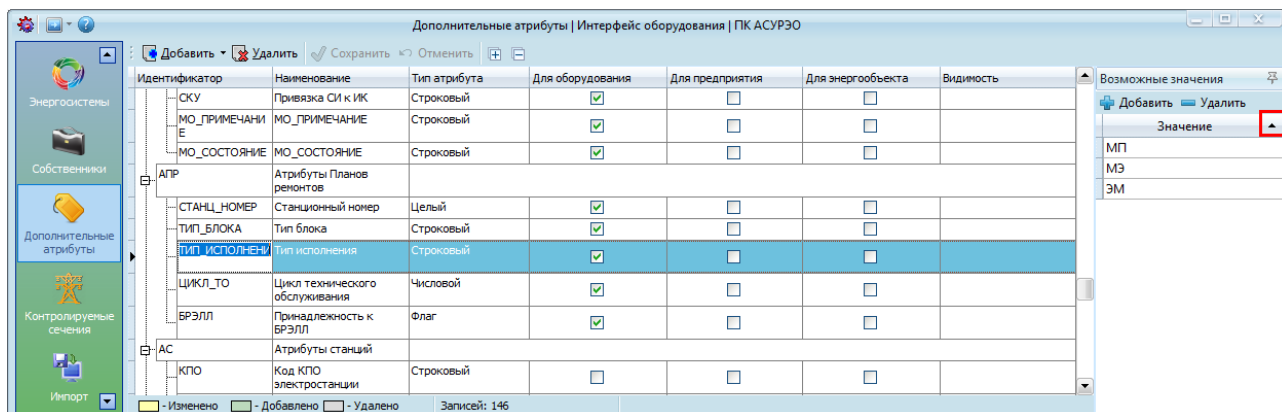 Дополнительные атрибуты | Интерфейс оборудования | ПК АСУРЭО
Энергосистемы
Собственники
Дополнительные
атрибуты
Контролируемые
сечения
Импорт
Добавить Удалить Сохранить Отменить
Идентификатор Наименование Тип атрибута Для оборудования Для предприятия Для энергообъекта Видимость
СКУ Привязка СИ к ИК Строковый
МО_ПРИМЕЧАНИ МО_ПРИМЕЧАНИЕ Строковый
Е
МО_СОСТОЯНИЕ МО_СОСТОЯНИЕ Строковый
АПР Атрибуты Планов
ремонтов
СТАНЦ_НОМЕР Станционный номер Целый
ТИП_БЛОКА Тип блока Строковый
ТИП_ИСПОЛНЕНИ Тип исполнения Строковый
ЦИКЛ_ТО Цикл технического Числовой
обслуживания
БРЭЛЛ Принадлежность к Флаг
БРЭЛЛ
АС Атрибуты станций
КПО Код КПО Строковый
электростанции
- Изменено - Добавлено - Удалено Записей: 146
Возможные значения
Добавить Удалить
Значение
МП
МЭ
ЭМ